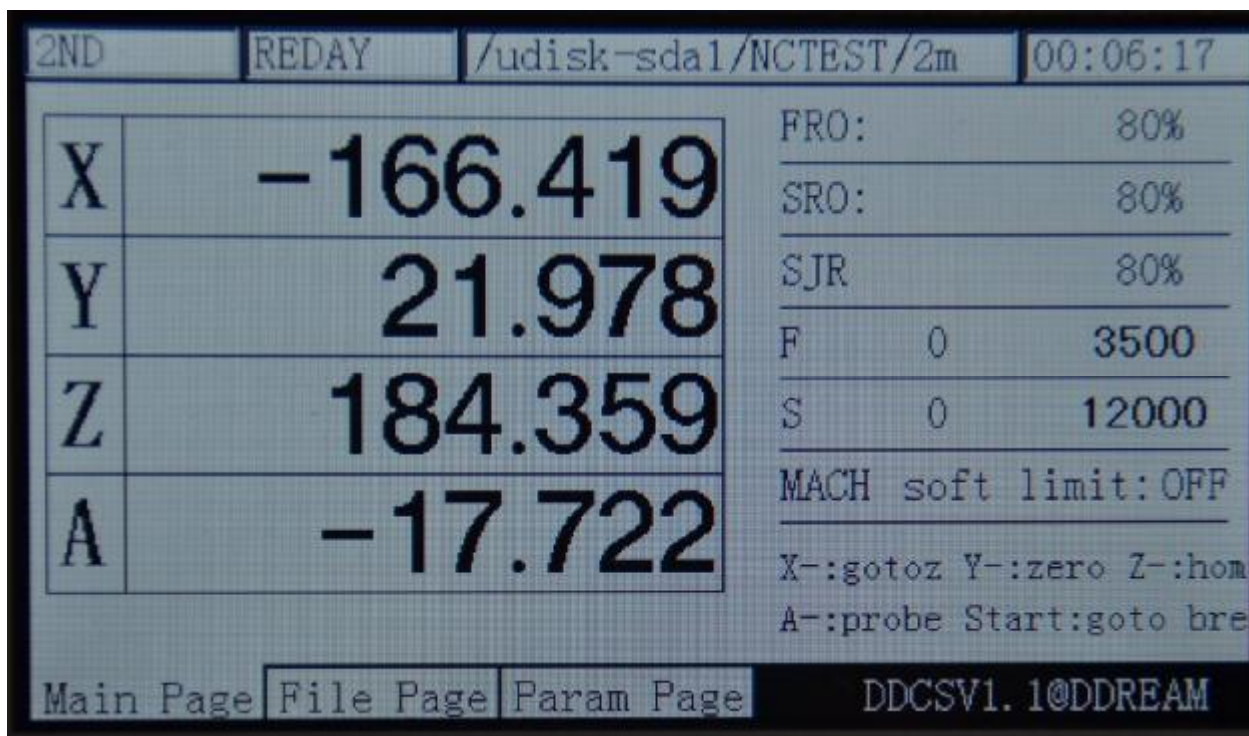 2ND REDAY /udisk-sda1/NCTEST/2m 00:06:17
X -166.419
Y 21.978
Z 184.359
A -17.722
FRO: 80%
SRO: 80%
SJR 80%
F 0 3500
S 0 12000
MACH soft limit:OFF
X-:gotoz Y-:zero Z-:hom
A-:probe Start:goto bre
Main Page File Page Param Page DDCSV1.1@DDREAM